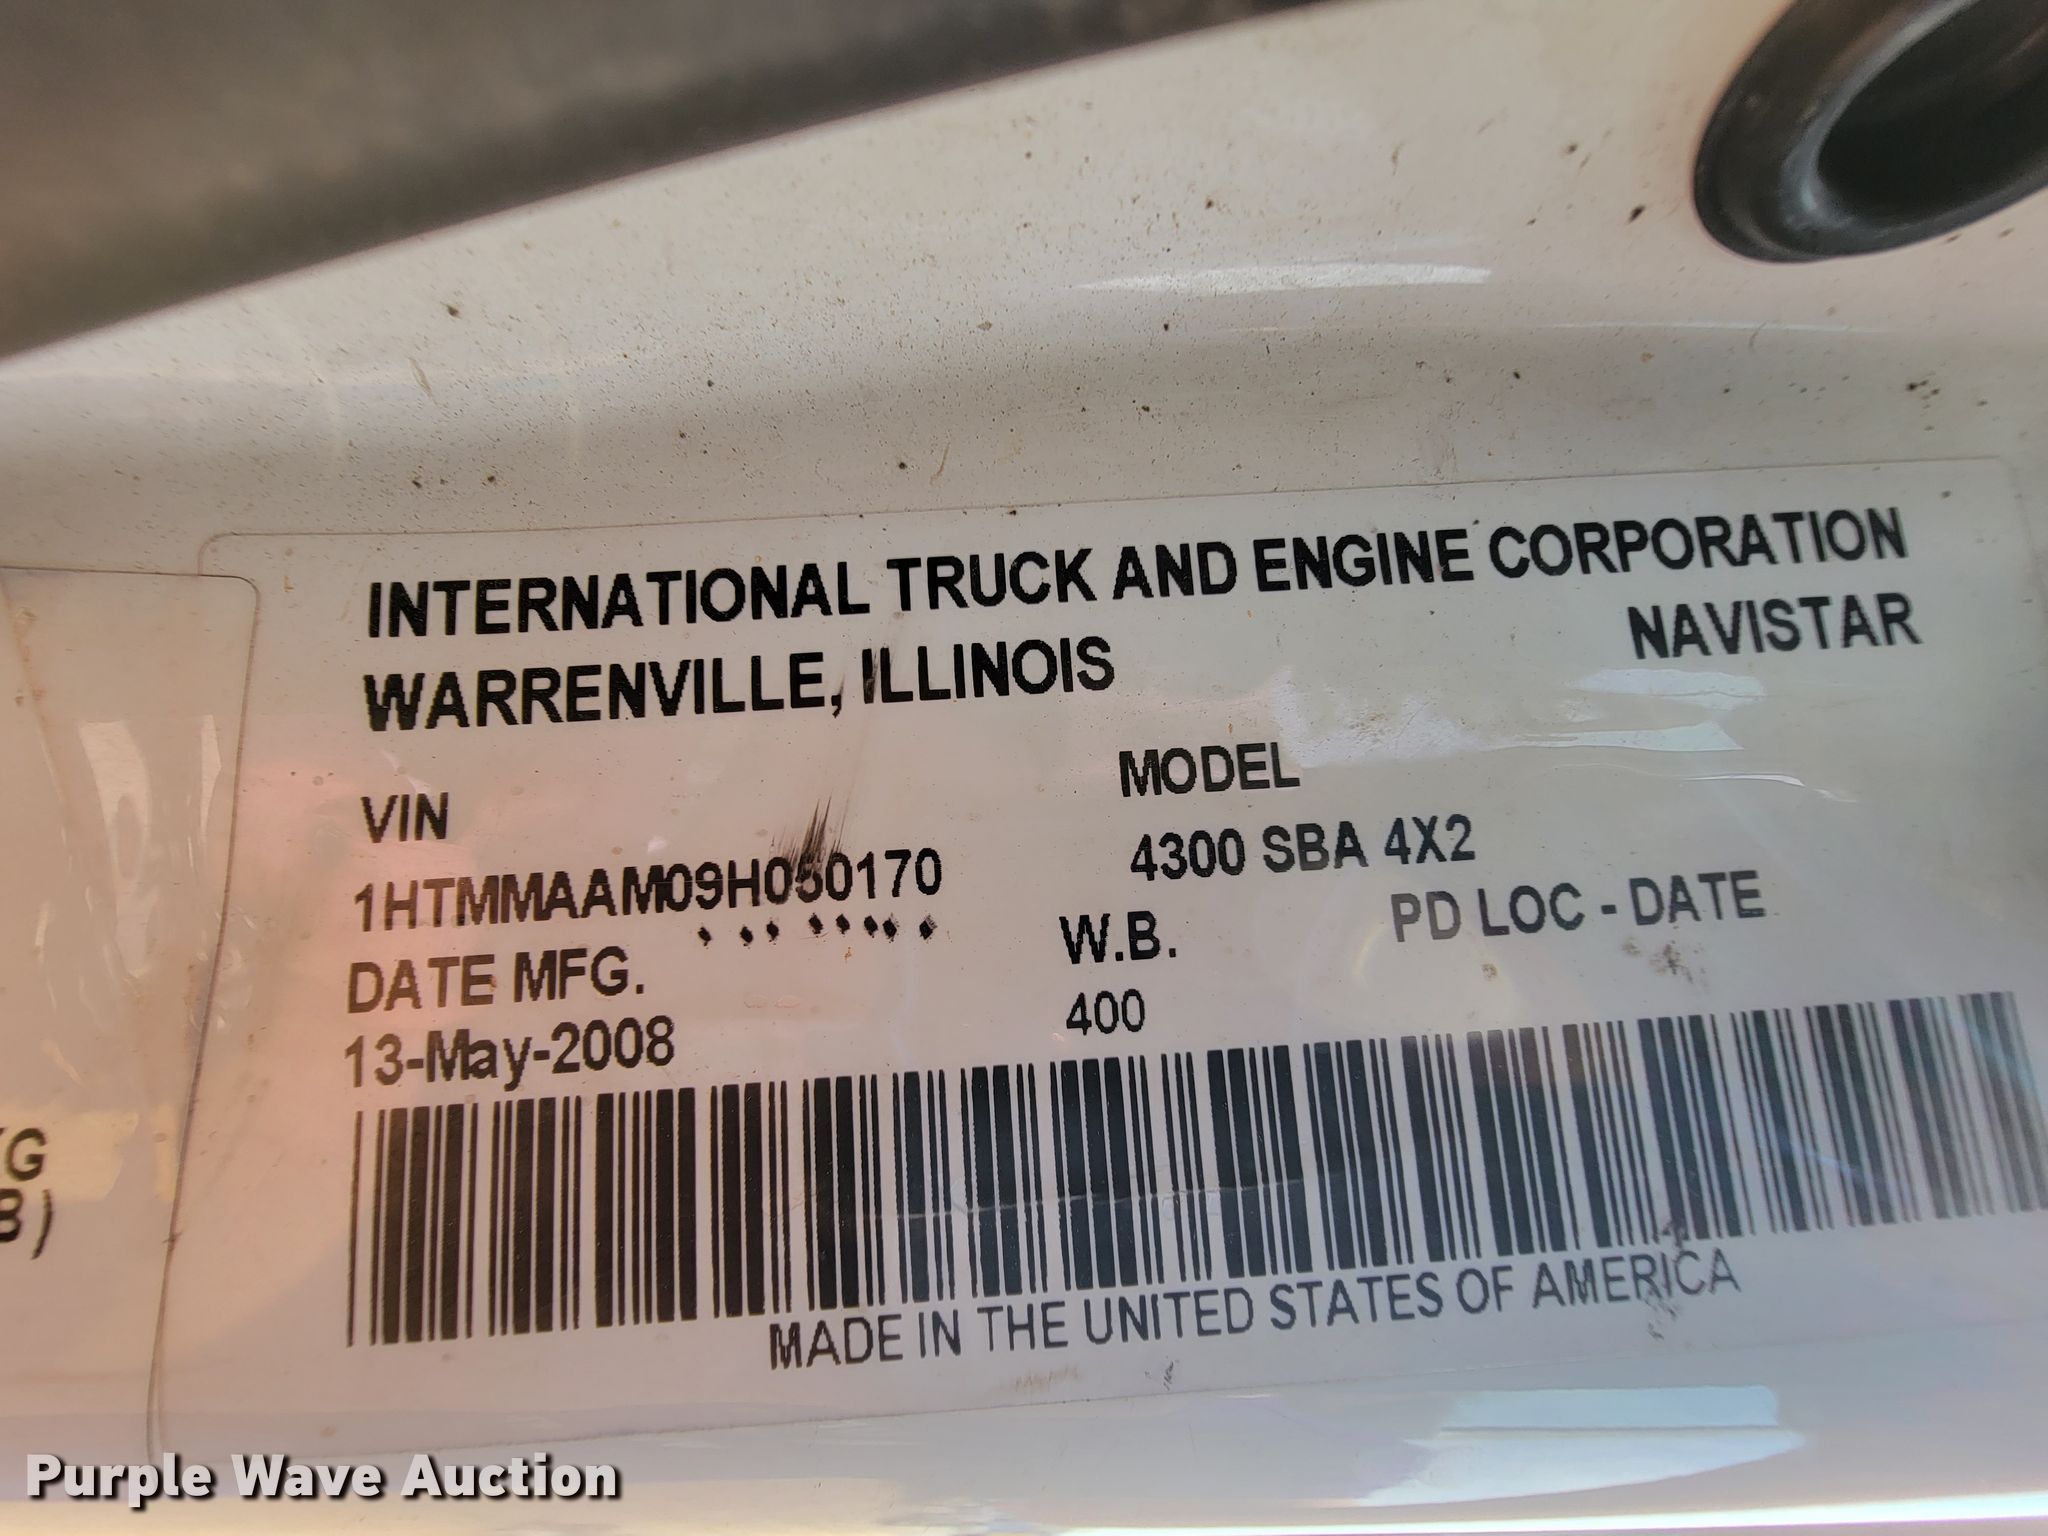 INTERNATIONAL TRUCK AND ENGINE CORPORATION
WARRENVILLE, ILLINOIS
NAVISTAR
VIN
MODEL
1HTMMAAM09H050170
4300 SBA 4X2
DATE MFG.
W.B.
PD LOC - DATE
13-May-2008
400
MADE IN THE UNITED STATES OF AMERICA
G
B)
Purple Wave Auction